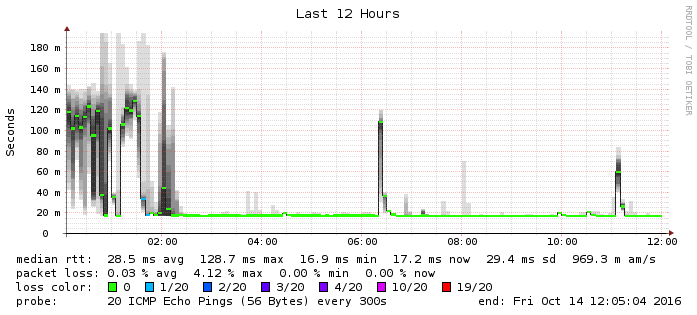 Last 12 Hours
RRDTOOL / TOBI OETIKER
Seconds
180 m
160 m
140 m
120 m
100 m
80 m
60 m
40 m
20 m
0
02:00 04:00 06:00 08:00 10:00 12:00
median rtt: 28.5 ms avg 128.7 ms max 16.9 ms min 17.2 ms now 29.4 ms sd 969.3 m am/s
packet loss: 0.03 % avg 4.12 % max 0.00 % min 0.00 % now
loss color: 0 1/20 2/20 3/20 4/20 10/20 19/20
probe: 20 ICMP Echo Pings (56 Bytes) every 300s end: Fri Oct 14 12:05:04 2016